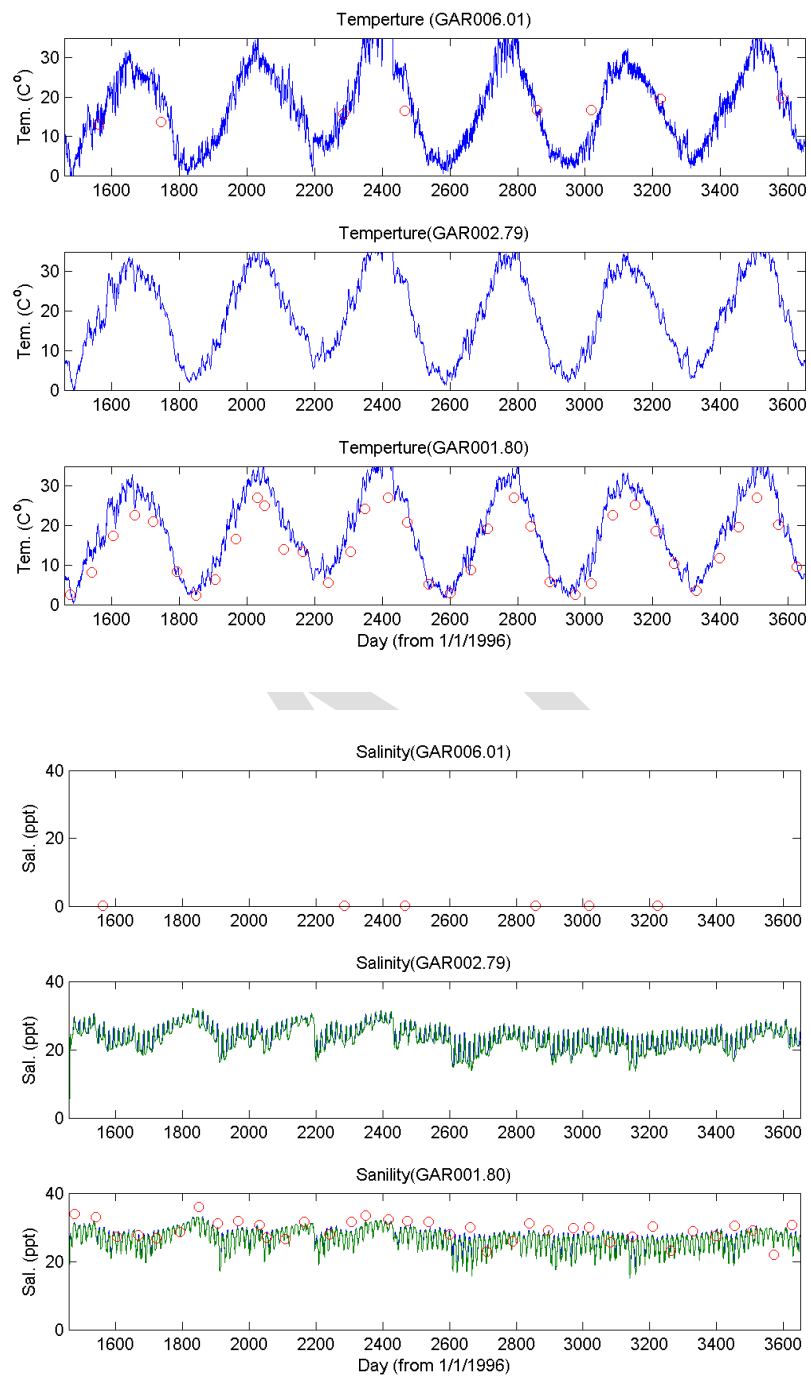 Temperture (GAR006.01)
Tem. (C°)
30
20
10
0
1600 1800 2000 2200 2400 2600 2800 3000 3200 3400 3600
Temperture(GAR002.79)
Tem. (C°)
30
20
10
0
1600 1800 2000 2200 2400 2600 2800 3000 3200 3400 3600
Temperture(GAR001.80)
Tem. (C°)
30
20
10
0
1600 1800 2000 2200 2400 2600 2800 3000 3200 3400 3600
Day (from 1/1/1996)
Salinity(GAR006.01)
Sal. (ppt)
40
20
0
1600 1800 2000 2200 2400 2600 2800 3000 3200 3400 3600
Salinity(GAR002.79)
Sal. (ppt)
40
20
0
1600 1800 2000 2200 2400 2600 2800 3000 3200 3400 3600
Sanility(GAR001.80)
Sal. (ppt)
40
20
0
1600 1800 2000 2200 2400 2600 2800 3000 3200 3400 3600
Day (from 1/1/1996)